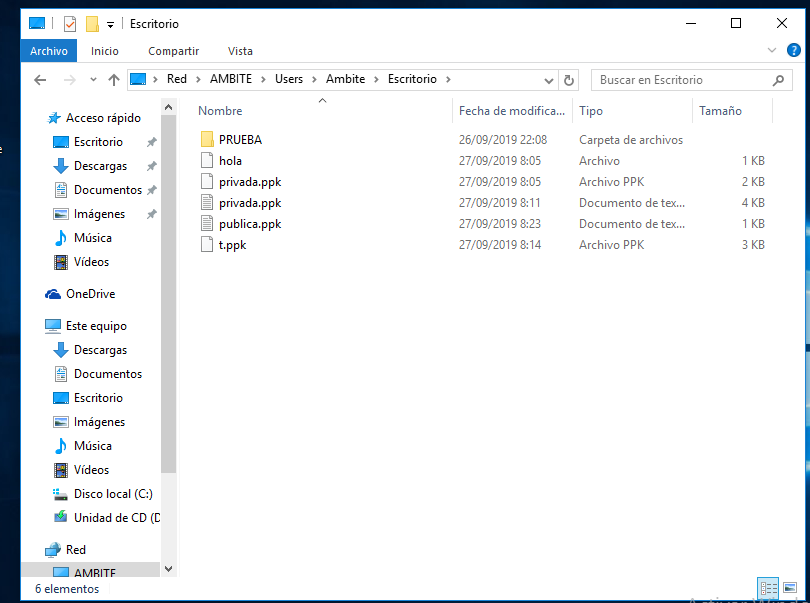 Escritorio
Archivo Inicio Compartir Vista
Red AMBITE Users Ambite Escritorio Buscar en Escritorio
Nombre Fecha de modifica... Tipo Tamaño
PRUEBA 26/09/2019 22:08 Carpeta de archivos
hola 27/09/2019 8:05 Archivo 1 KB
privada.ppk 27/09/2019 8:05 Archivo PPK 2 KB
privada.ppk 27/09/2019 8:11 Documento de tex... 4 KB
publica.ppk 27/09/2019 8:23 Documento de tex... 1 KB
t.ppk 27/09/2019 8:14 Archivo PPK 3 KB
Acceso rápido
Escritorio
Descargas
Documentos
Imágenes
Música
Vídeos
OneDrive
Este equipo
Descargas
Documentos
Escritorio
Imágenes
Música
Vídeos
Disco local (C:)
Unidad de CD (D
Red
AMBITE
6 elementos